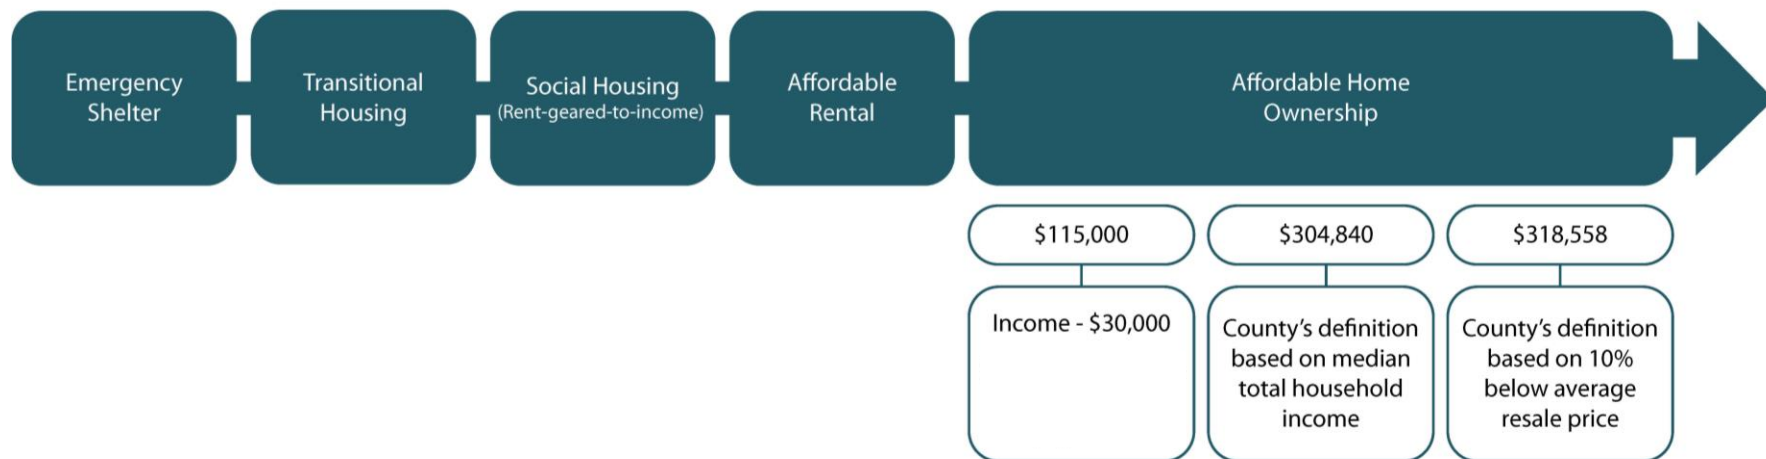 Emergency
Shelter
Transitional
Housing
Social Housing
(Rent-geared-to-income)
Affordable
Rental
Affordable Home
Ownership
$115,000
Income - $30,000
$304,840
County’s definition
based on median
total household
income
$318,558
County’s definition
based on 10%
below average
resale price